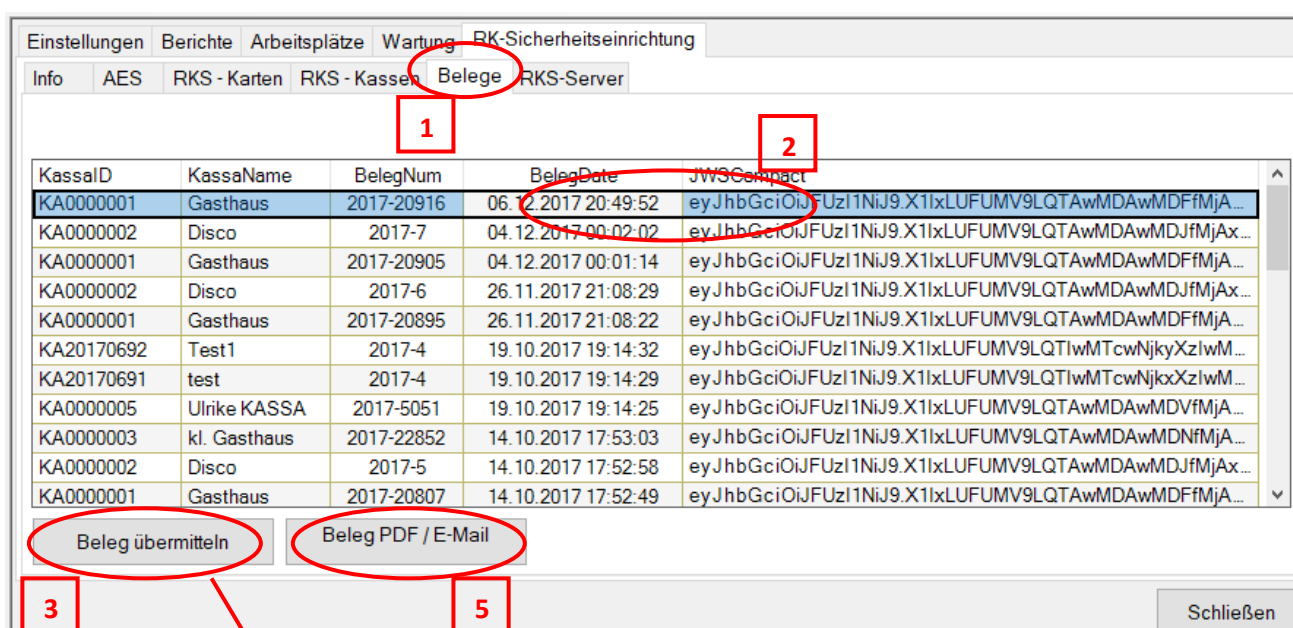 Einstellungen Berichte Arbeitsplätze Wartung RK-Sicherheitseinrichtung
Info AES RKS - Karten RKS - Kassen Belege RKS-Server
1
2
KassaID KassaName BelegNum BelegDate JWSCompact
KA0000001 Gasthaus 2017-20916 06.12.2017 20:49:52 eyJhbGciOiJFUzI1NiJ9.X1IxLUFUMV9LQTAwMDAwMDFfMjA...
KA0000002 Disco 2017-7 04.12.2017 00:02:02 eyJhbGciOiJFUzI1NiJ9.X1IxLUFUMV9LQTAwMDAwMDJfMjAx...
KA0000001 Gasthaus 2017-20905 04.12.2017 00:01:14 eyJhbGciOiJFUzI1NiJ9.X1IxLUFUMV9LQTAwMDAwMDFfMjA...
KA0000002 Disco 2017-6 26.11.2017 21:08:29 eyJhbGciOiJFUzI1NiJ9.X1IxLUFUMV9LQTAwMDAwMDJfMjAx...
KA0000001 Gasthaus 2017-20895 26.11.2017 21:08:22 eyJhbGciOiJFUzI1NiJ9.X1IxLUFUMV9LQTAwMDAwMDFfMjA...
KA20170692 Test1 2017-4 19.10.2017 19:14:32 eyJhbGciOiJFUzI1NiJ9.X1IxLUFUMV9LQTIwMTcwNjkyXzIwM...
KA20170691 test 2017-4 19.10.2017 19:14:29 eyJhbGciOiJFUzI1NiJ9.X1IxLUFUMV9LQTIwMTcwNjkxXzIwM...
KA0000005 Ulrike KASSA 2017-5051 19.10.2017 19:14:25 eyJhbGciOiJFUzI1NiJ9.X1IxLUFUMV9LQTAwMDAwMDVfMjA...
KA0000003 kl. Gasthaus 2017-22852 14.10.2017 17:53:03 eyJhbGciOiJFUzI1NiJ9.X1IxLUFUMV9LQTAwMDAwMDNfMjA...
KA0000002 Disco 2017-5 14.10.2017 17:52:58 eyJhbGciOiJFUzI1NiJ9.X1IxLUFUMV9LQTAwMDAwMDJfMjAx...
KA0000001 Gasthaus 2017-20807 14.10.2017 17:52:49 eyJhbGciOiJFUzI1NiJ9.X1IxLUFUMV9LQTAwMDAwMDFfMjA...
Beleg übermitteln Beleg PDF / E-Mail
3 5
Schließen